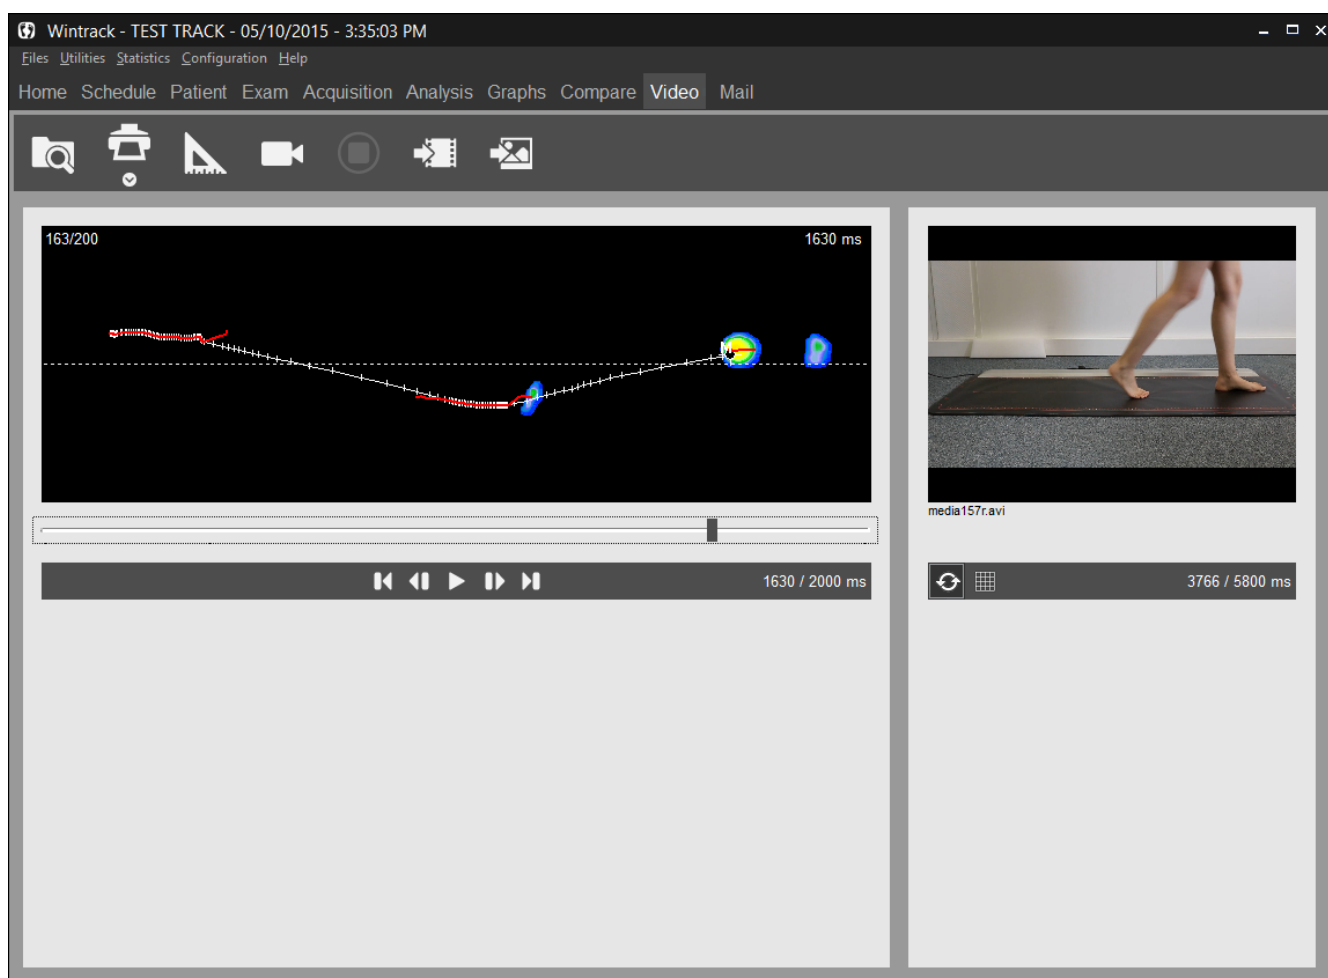 Wintrack - TEST TRACK - 05/10/2015 - 3:35:03 PM
Files Utilities Statistics Configuration Help
Home Schedule Patient Exam Acquisition Analysis Graphs Compare Video Mail
163/200 1630 ms
M
media157r.avi
1630 / 2000 ms
3766 / 5800 ms